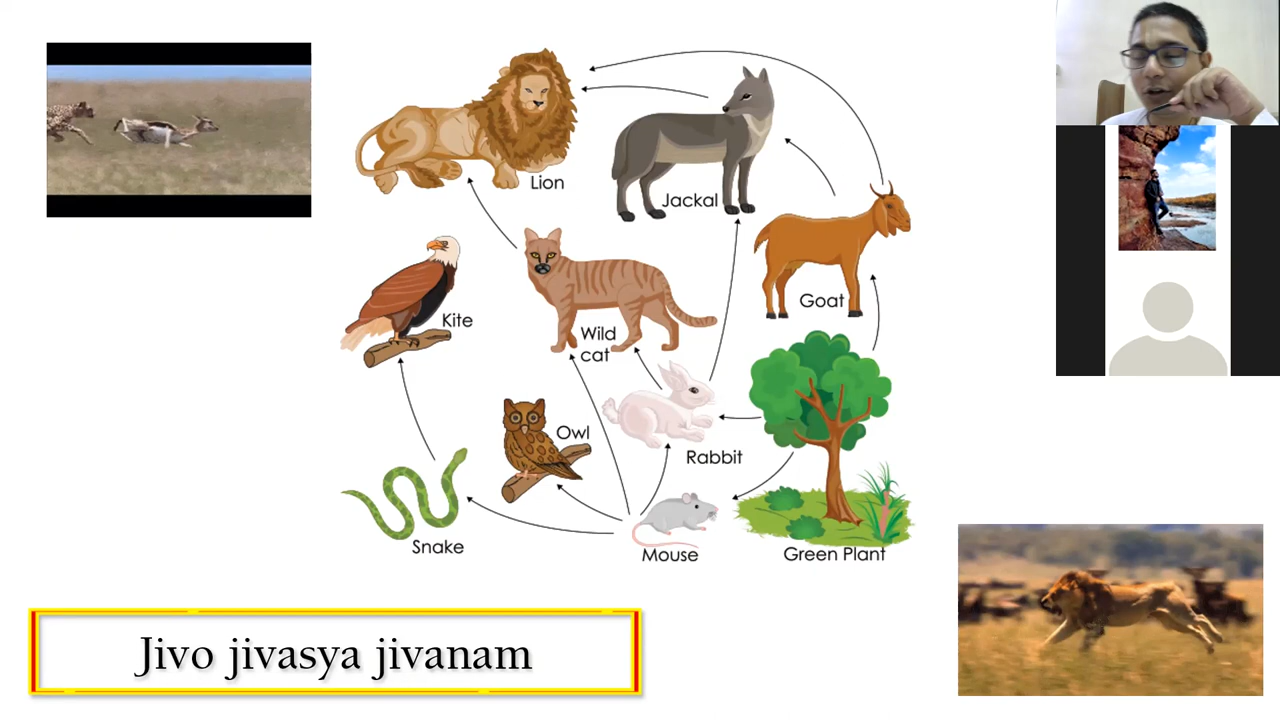 Lion
Jackal
Goat
Kite
Wild
cat
Owl
Rabbit
Snake
Mouse
Green Plant
Jivo jivasya jivanam